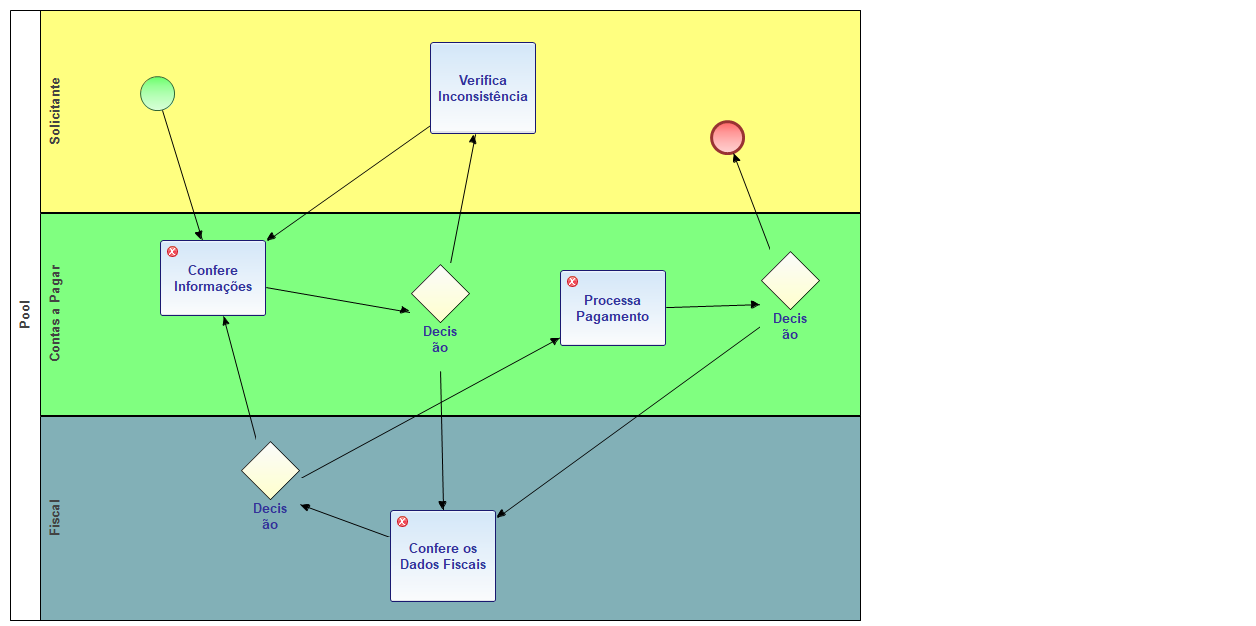 Pool
Solicitante
Verifica
Inconsistência
Contas a Pagar
Confere
Informações
Decis
ão
Processa
Pagamento
Decis
ão
Fiscal
Decis
ão
Confere os
Dados Fiscais